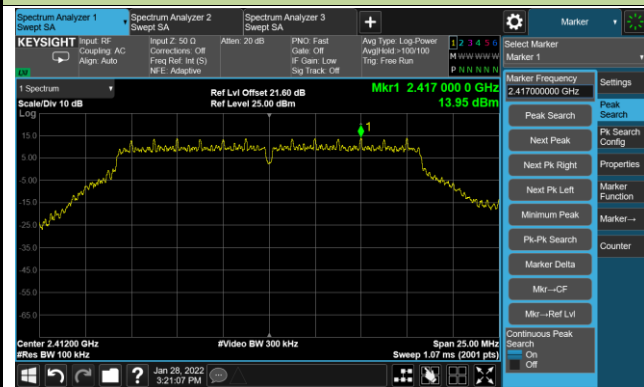 Spectrum Analyzer 1
Swept SA
Spectrum Analyzer 2
Swept SA
Spectrum Analyzer 3
Swept SA
+
Marker
KEYSIGHT
Input: RF
Coupling: AC
Align: Auto
Input Z: 50 Ω
Corrections: Off
Freq Ref: Int (S)
NFE: Adaptive
Atten: 20 dB
PNO: Fast
Gate: Off
IF Gain: Low
Sig Track: Off
Avg Type: Log-Power
Avg|Hold:>100/100
Trig: Free Run
1 2 3 4 5 6
M W W W W W
P N N N N N
LW
Select Marker
Marker 1
Marker Frequency
2.417000000 GHz
Settings
Peak Search
Peak
Search
Next Peak
Pk Search
Config
Next Pk Right
Properties
Next Pk Left
Marker
Function
Minimum Peak
Marker→
Pk-Pk Search
Counter
Marker Delta
Mkr→CF
Mkr→Ref Lvl
Continuous Peak
Search
On
Off
1 Spectrum
Scale/Div 10 dB
Ref Lvl Offset 21.60 dB
Ref Level 25.00 dBm
Mkr1 2.417 000 0 GHz
13.95 dBm
Log
1
15.0
5.00
-5.00
-15.0
-25.0
-35.0
-45.0
-55.0
-65.0
Center 2.41200 GHz
#Res BW 100 kHz
#Video BW 300 kHz
Span 25.00 MHz
Sweep 1.07 ms (2001 pts)
?
Jan 28, 2022
3:21:07 PM